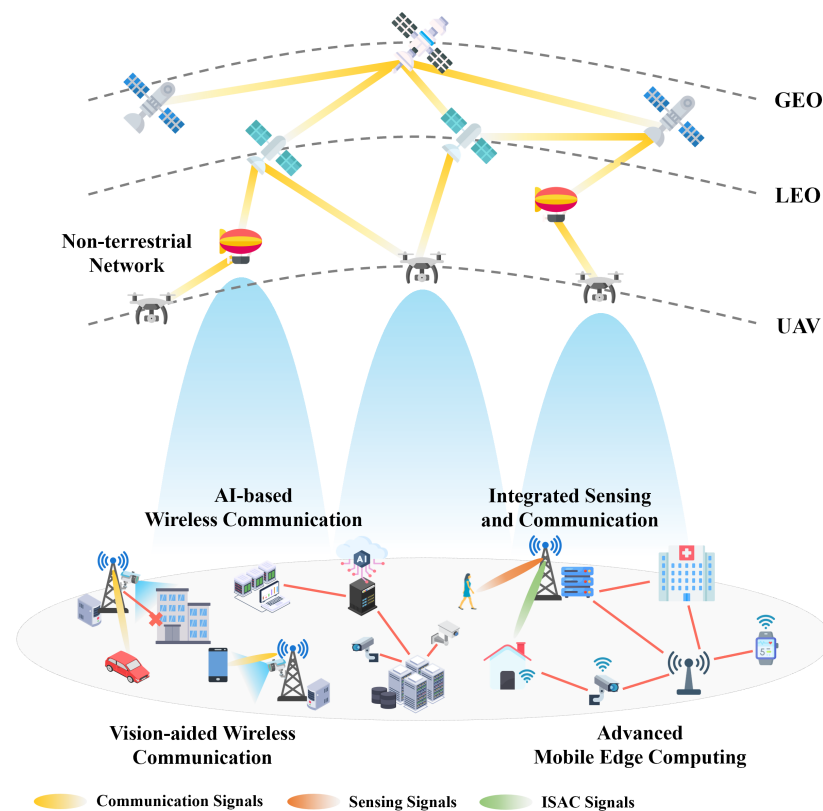 GEO
LEO
Non-terrestrial
Network
UAV
AI-based
Wireless Communication
Integrated Sensing
and Communication
AI
5
Vision-aided Wireless
Communication
Advanced
Mobile Edge Computing
Communication Signals
Sensing Signals
ISAC Signals